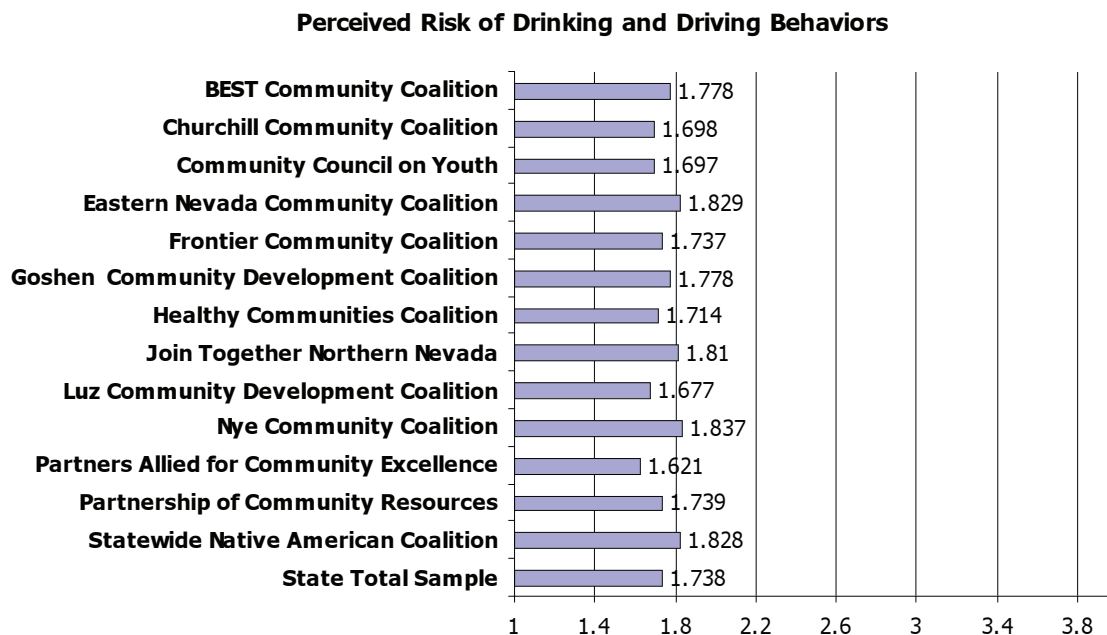 Perceived Risk of Drinking and Driving Behaviors
BEST Community Coalition 1.778
Churchill Community Coalition 1.698
Community Council on Youth 1.697
Eastern Nevada Community Coalition 1.829
Frontier Community Coalition 1.737
Goshen Community Development Coalition 1.778
Healthy Communities Coalition 1.714
Join Together Northern Nevada 1.81
Luz Community Development Coalition 1.677
Nye Community Coalition 1.837
Partners Allied for Community Excellence 1.621
Partnership of Community Resources 1.739
Statewide Native American Coalition 1.828
State Total Sample 1.738
1 1.4 1.8 2.2 2.6 3 3.4 3.8